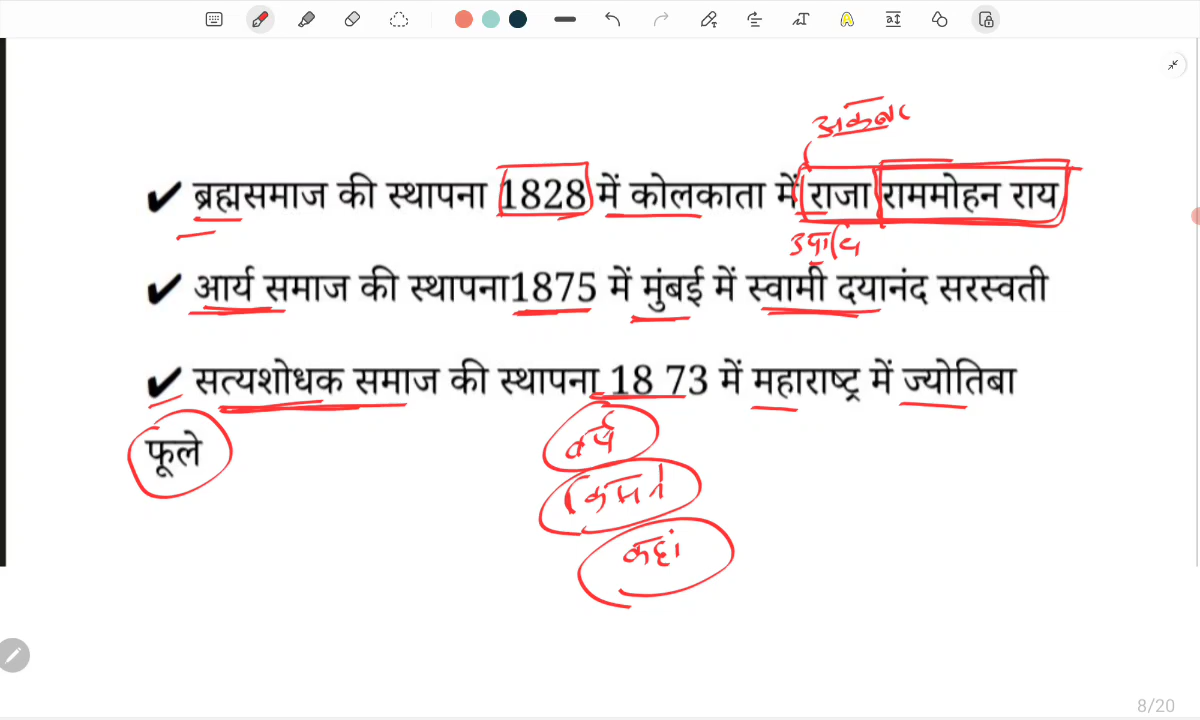 अकबर
✔ ब्रह्मसमाज की स्थापना 1828 में कोलकाता में राजा राममोहन राय
उपाधि
✔ आर्य समाज की स्थापना1875 में मुंबई में स्वामी दयानंद सरस्वती
✔ सत्यशोधक समाज की स्थापना 18 73 में महाराष्ट्र में ज्योतिबा
फूले
वर्ष
किसने
कहां
8/20